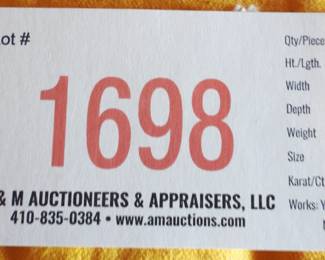 ot #
Qty/Piece
Ht./Lgth.
Width
Depth
Weight
Size
Karat/Ct
Works: Y
1698
& M AUCTIONEERS & APPRAISERS, LLC
410-835-0384 • www.amauctions.com